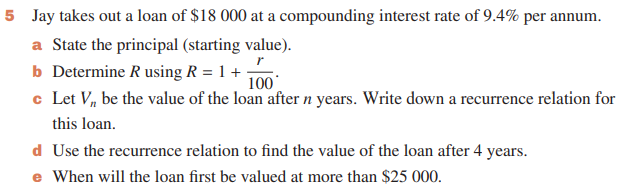 5 Jay takes out a loan of $18 000 at a compounding interest rate of 9.4% per annum.
a State the principal (starting value).
b Determine R using R = 1 + r/100.
c Let Vₙ be the value of the loan after n years. Write down a recurrence relation for
this loan.
d Use the recurrence relation to find the value of the loan after 4 years.
e When will the loan first be valued at more than $25 000.